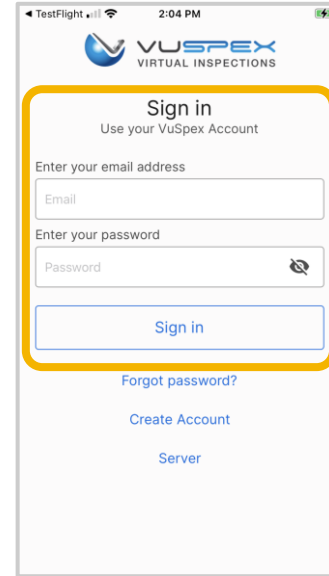 TestFlight 2:04 PM
VUSPEX
VIRTUAL INSPECTIONS
Sign in
Use your VuSpex Account
Enter your email address
Email
Enter your password
Password
Sign in
Forgot password?
Create Account
Server